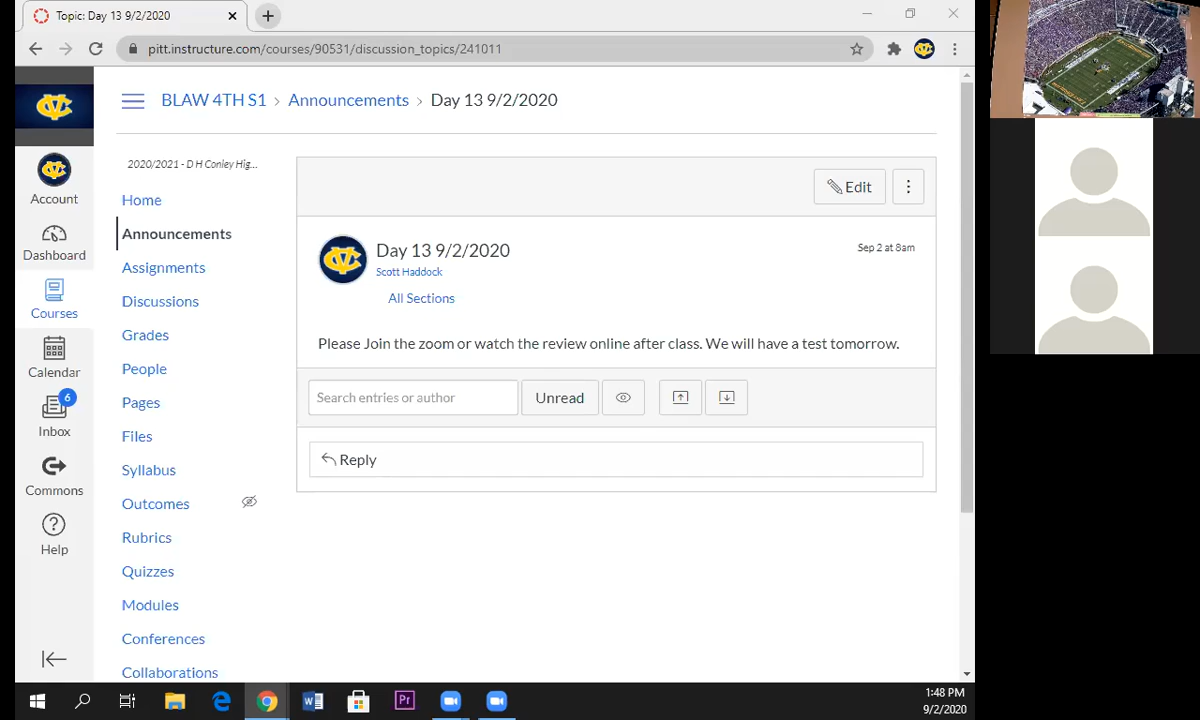 Topic: Day 13 9/2/2020
pitt.instructure.com/courses/90531/discussion_topics/241011
BLAW 4TH S1 > Announcements > Day 13 9/2/2020
2020/2021 - D H Conley Hig...
Account
Dashboard
Courses
Calendar
6
Inbox
Commons
Help
Home
Announcements
Assignments
Discussions
Grades
People
Pages
Files
Syllabus
Outcomes
Rubrics
Quizzes
Modules
Conferences
Collaborations
Edit
Day 13 9/2/2020
Sep 2 at 8am
Scott Haddock
All Sections
Please Join the zoom or watch the review online after class. We will have a test tomorrow.
Search entries or author
Unread
Reply
Pr
1:48 PM
9/2/2020